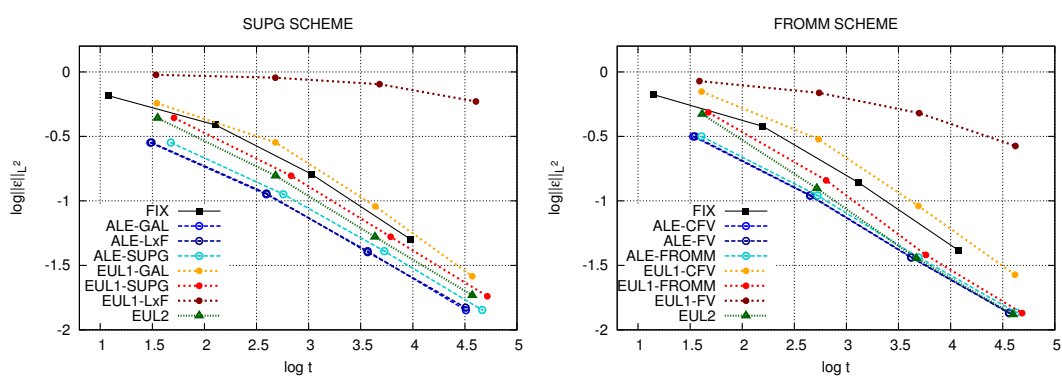 SUPG SCHEME
log||ε||L2
0
-0.5
-1
-1.5
-2
FIX
ALE-GAL
ALE-LxF
ALE-SUPG
EUL1-GAL
EUL1-SUPG
EUL1-LxF
EUL2
1
1.5
2
2.5
3
3.5
4
4.5
5
log t
FROMM SCHEME
log||ε||L2
0
-0.5
-1
-1.5
-2
FIX
ALE-CFV
ALE-FV
ALE-FROMM
EUL1-CFV
EUL1-FROMM
EUL1-FV
EUL2
1
1.5
2
2.5
3
3.5
4
4.5
5
log t